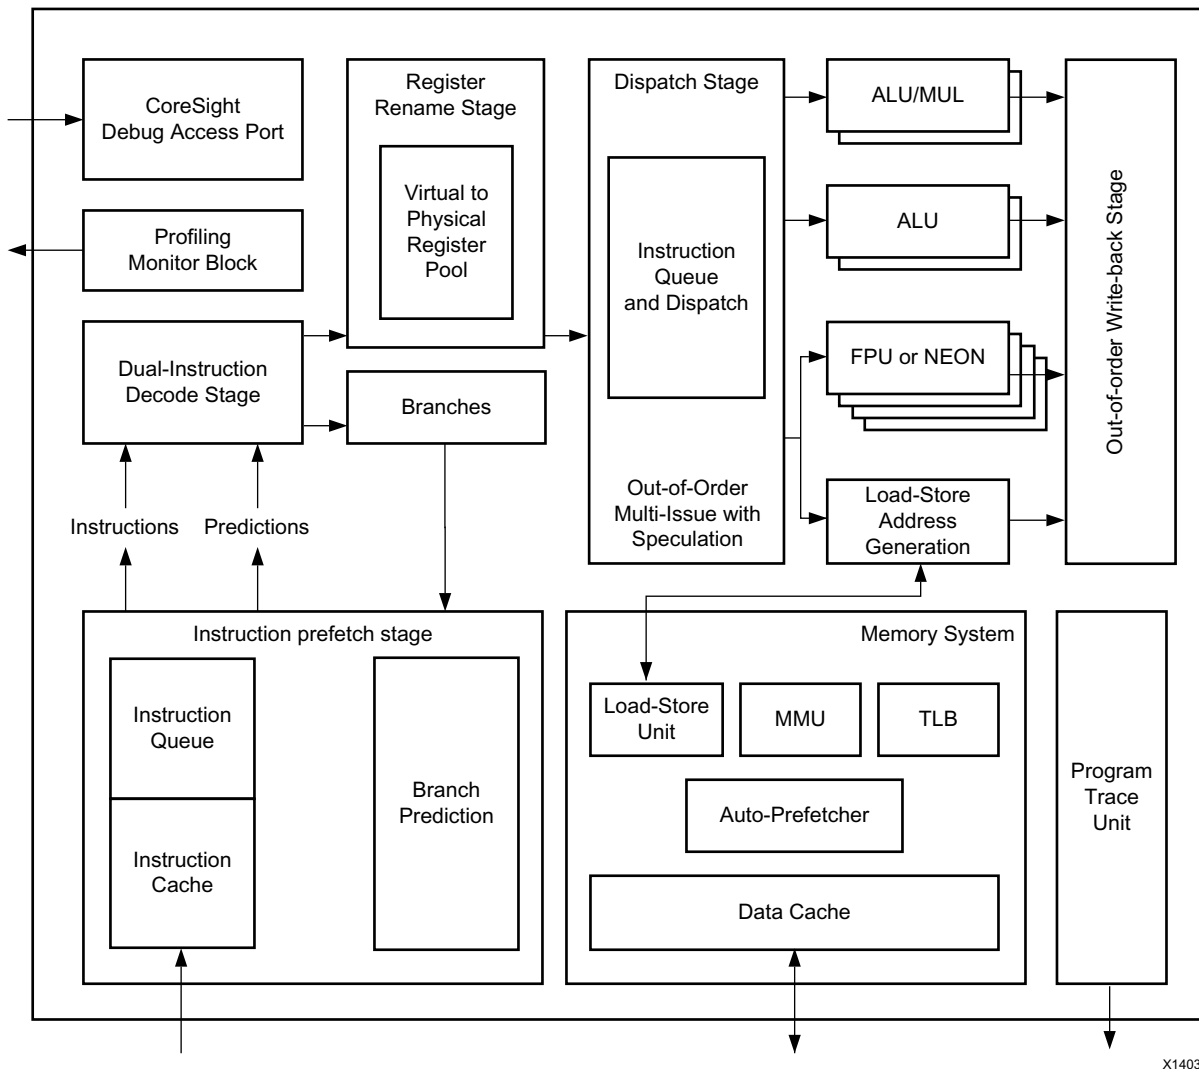 CoreSight
Debug Access Port
Profiling
Monitor Block
Dual-Instruction
Decode Stage
Register
Rename Stage
Virtual to
Physical
Register
Pool
Branches
Dispatch Stage
Instruction
Queue
and Dispatch
Out-of-Order
Multi-Issue with
Speculation
ALU/MUL
ALU
FPU or NEON
Load-Store
Address
Generation
Out-of-order Write-back Stage
Instructions
Predictions
Instruction prefetch stage
Instruction
Queue
Instruction
Cache
Branch
Prediction
Memory System
Load-Store
Unit
MMU
TLB
Auto-Prefetcher
Data Cache
Program
Trace
Unit
X1403